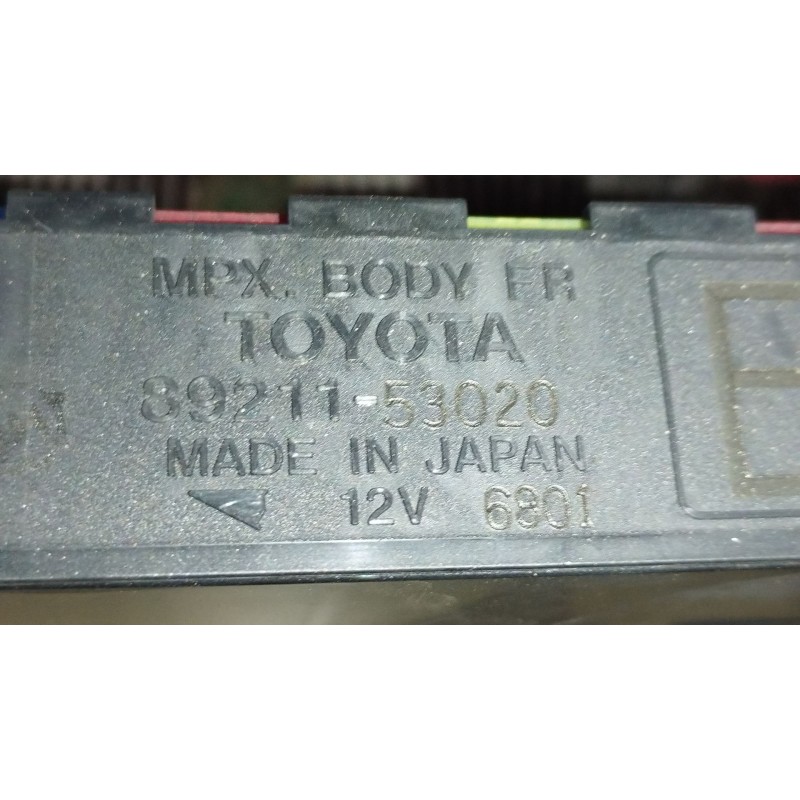 MPX. BODY FR
TOYOTA
89211-53020
MADE IN JAPAN
12V 6801